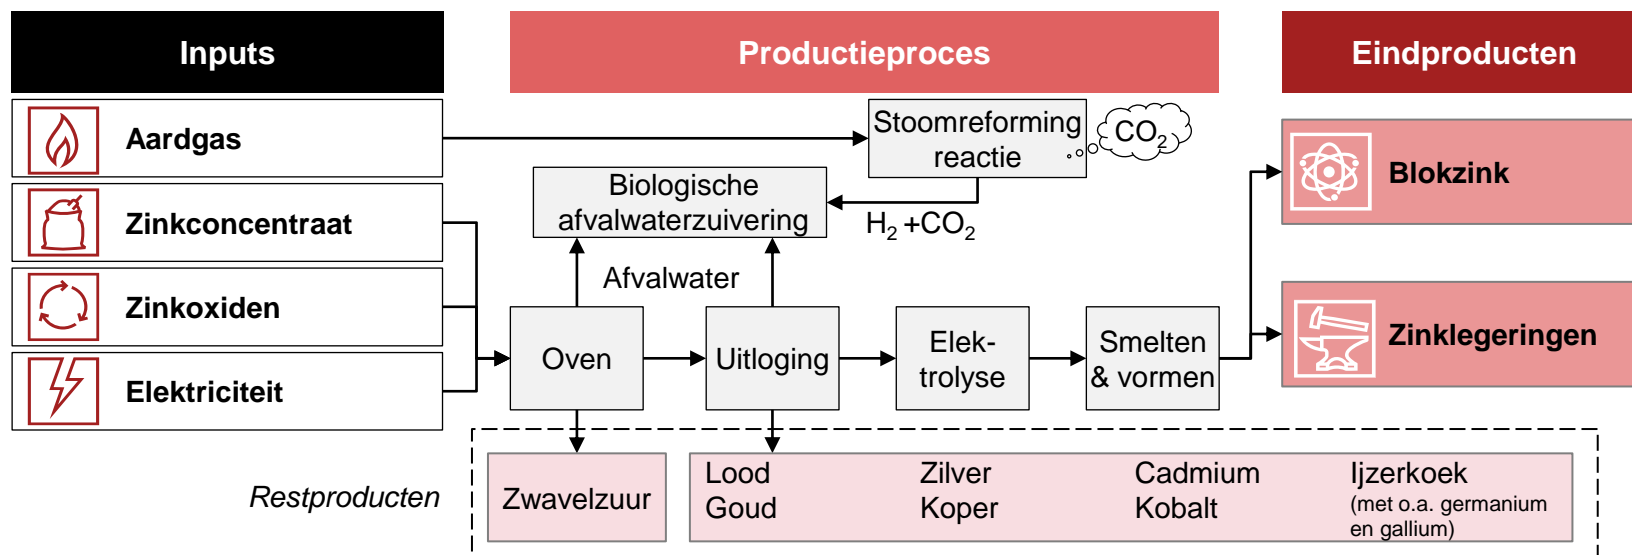 Inputs
Productieproces
Eindproducten
Aardgas
Zinkconcentraat
Zinkoxiden
Elektriciteit
Stoomreforming
reactie
CO₂
Biologische
afvalwaterzuivering
H₂ +CO₂
Afvalwater
Oven
Uitloging
Elek-
trolyse
Smelten
& vormen
Blokzink
Zinklegeringen
Restproducten
Zwavelzuur
Lood
Goud
Zilver
Koper
Cadmium
Kobalt
Ijzerkoek
(met o.a. germanium
en gallium)